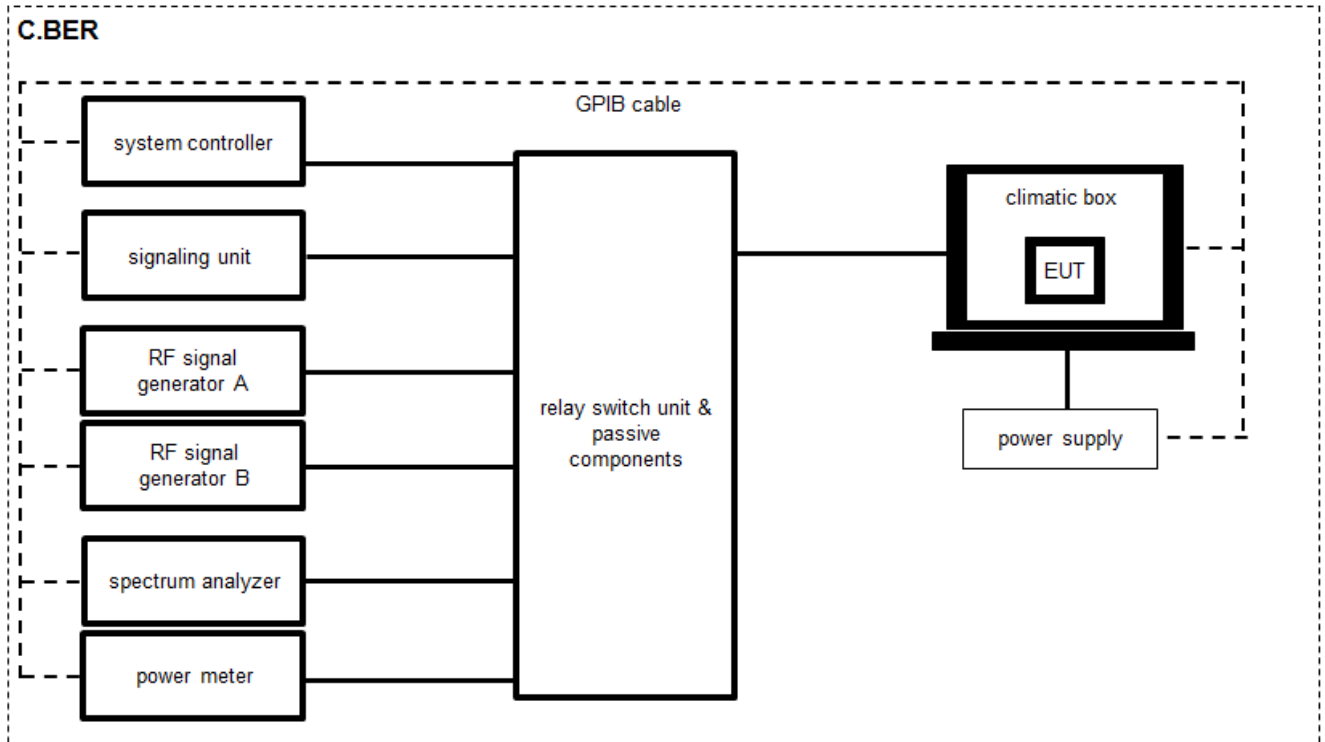 C.BER
GPIB cable
system controller
signaling unit
RF signal
generator A
RF signal
generator B
spectrum analyzer
power meter
relay switch unit &
passive
components
climatic box
EUT
power supply